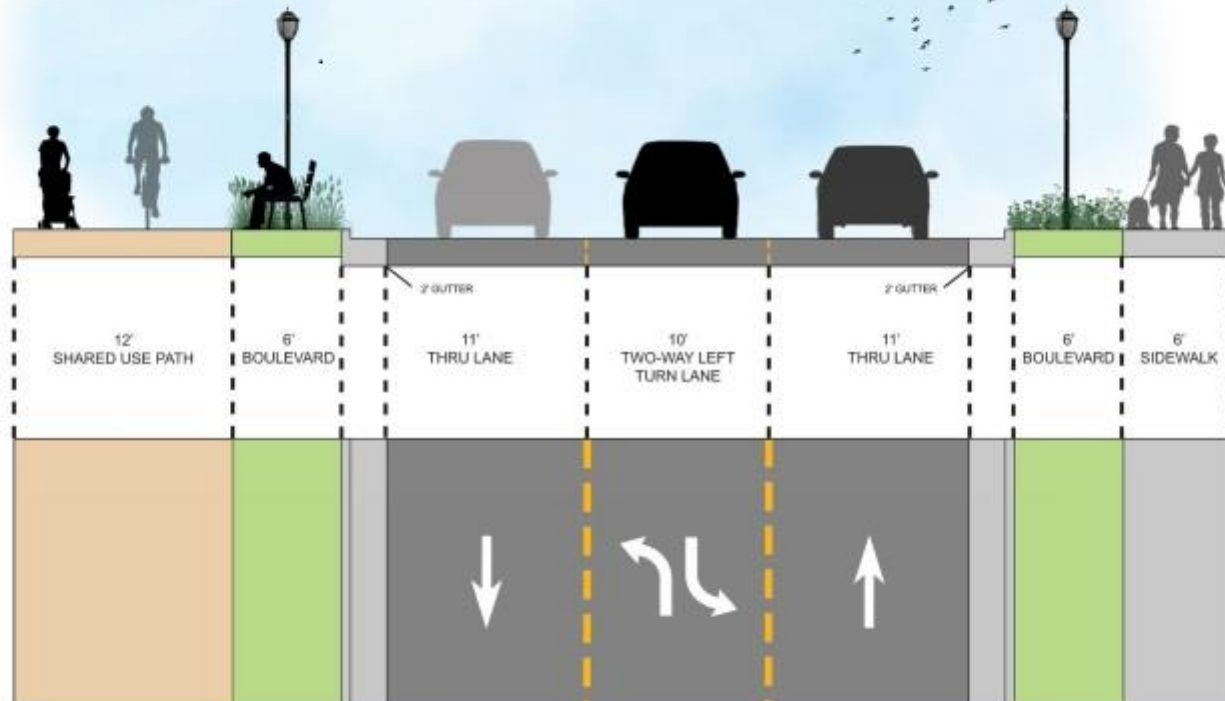 2' GUTTER
2' GUTTER
12'
SHARED USE PATH
6'
BOULEVARD
11'
THRU LANE
10'
TWO-WAY LEFT
TURN LANE
11'
THRU LANE
6'
BOULEVARD
6'
SIDEWALK